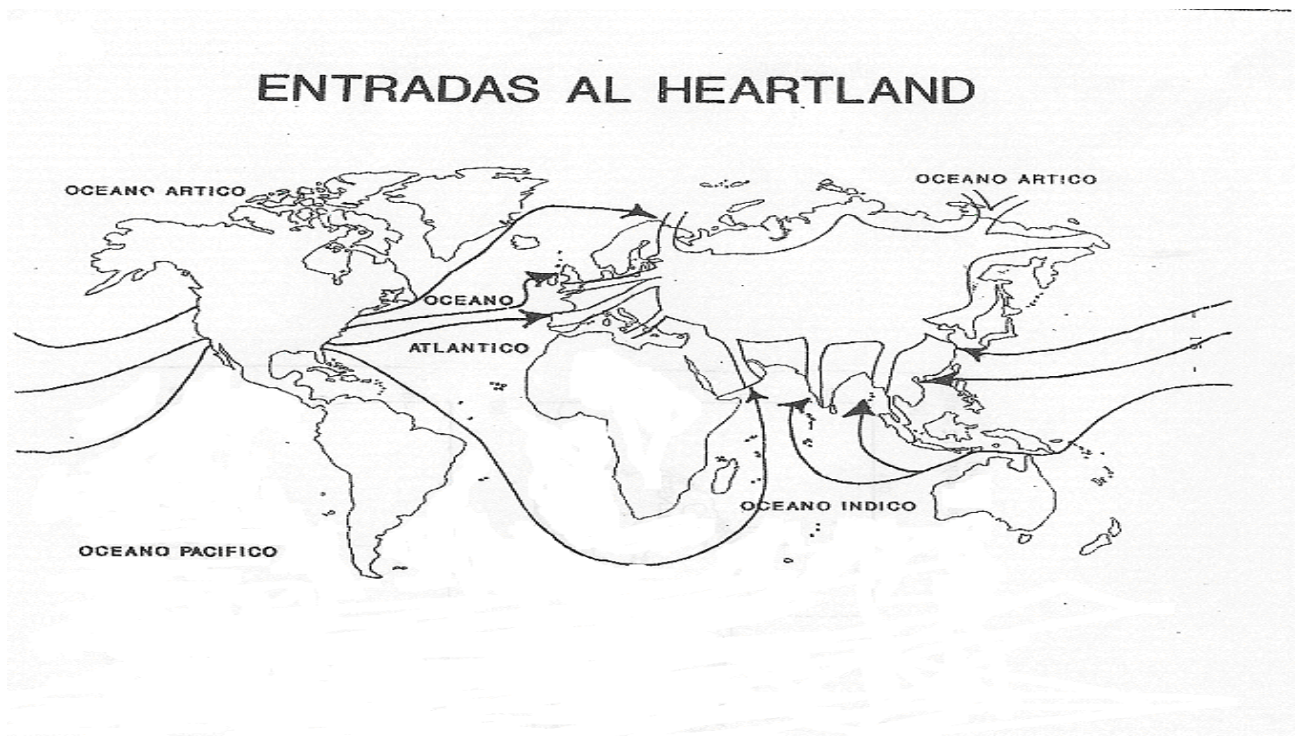 ENTRADAS AL HEARTLAND
OCEANO ARTICO
OCEANO ARTICO
OCEANO
ATLANTICO
OCEANO INDICO
OCEANO PACIFICO